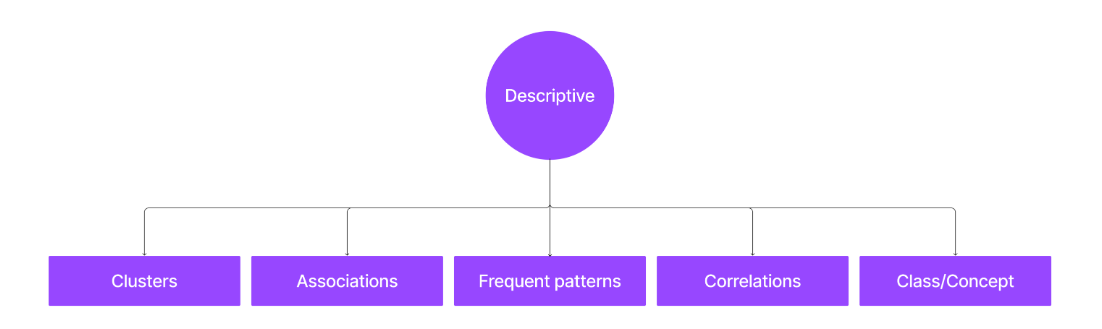 Descriptive
Clusters
Associations
Frequent patterns
Correlations
Class/Concept